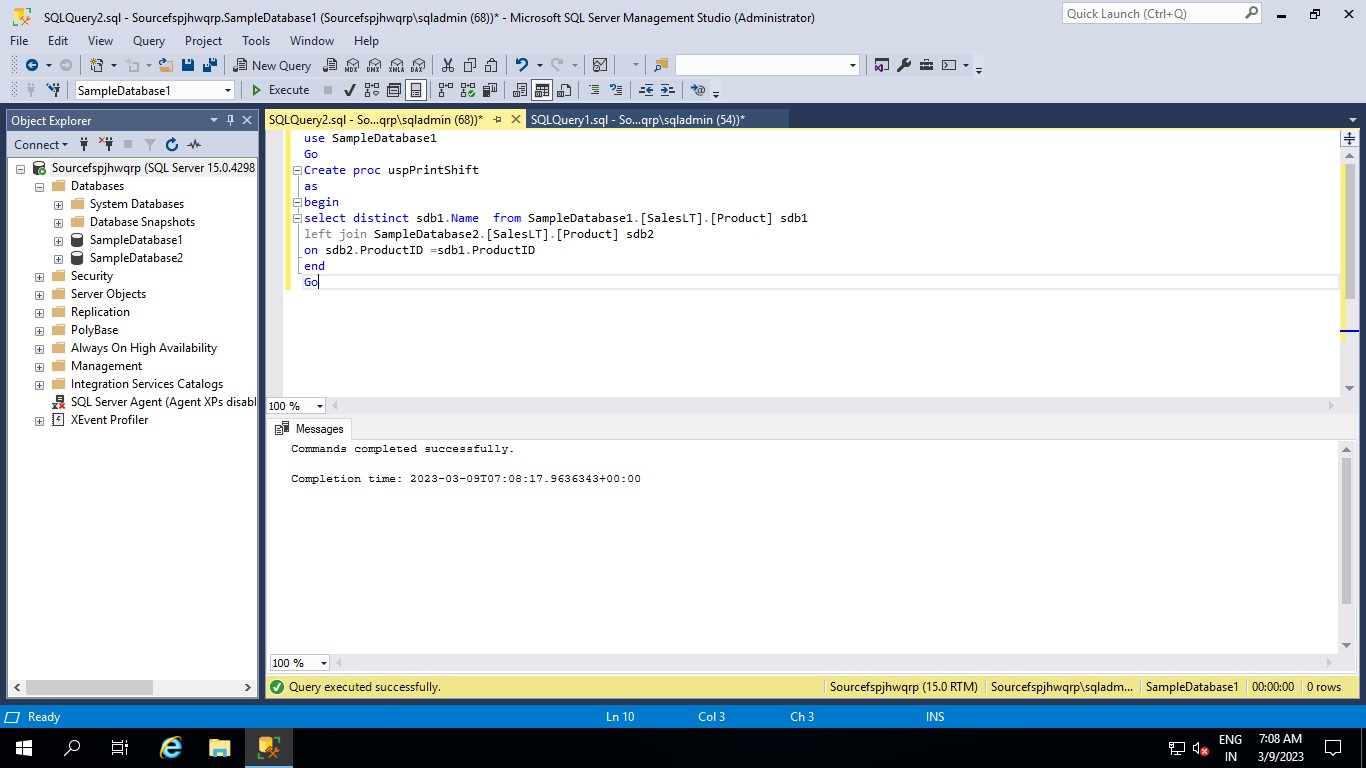 SQLQuery2.sql - Sourcefspjhwqrp.SampleDatabase1 (Sourcefspjhwqrp\sqladmin (68))* - Microsoft SQL Server Management Studio (Administrator)
Quick Launch (Ctrl+Q)
File Edit View Query Project Tools Window Help
New Query MDX DMX XMLA DAX
SampleDatabase1 Execute
Object Explorer
Connect
Sourcefspjhwqrp (SQL Server 15.0.4298
Databases
System Databases
Database Snapshots
SampleDatabase1
SampleDatabase2
Security
Server Objects
Replication
PolyBase
Always On High Availability
Management
Integration Services Catalogs
SQL Server Agent (Agent XPs disabl
XEvent Profiler
SQLQuery2.sql - So...qrp\sqladmin (68))* SQLQuery1.sql - So...qrp\sqladmin (54))*
use SampleDatabase1
Go
Create proc uspPrintShift
as
begin
select distinct sdb1.Name  from SampleDatabase1.[SalesLT].[Product] sdb1
left join SampleDatabase2.[SalesLT].[Product] sdb2
on sdb2.ProductID =sdb1.ProductID
end
Go
100 %
Messages
Commands completed successfully.
Completion time: 2023-03-09T07:08:17.9636343+00:00
100 %
Query executed successfully. Sourcefspjhwqrp (15.0 RTM) Sourcefspjhwqrp\sqladm... SampleDatabase1 00:00:00 0 rows
Ready Ln 10 Col 3 Ch 3 INS
ENG 7:08 AM
IN 3/9/2023